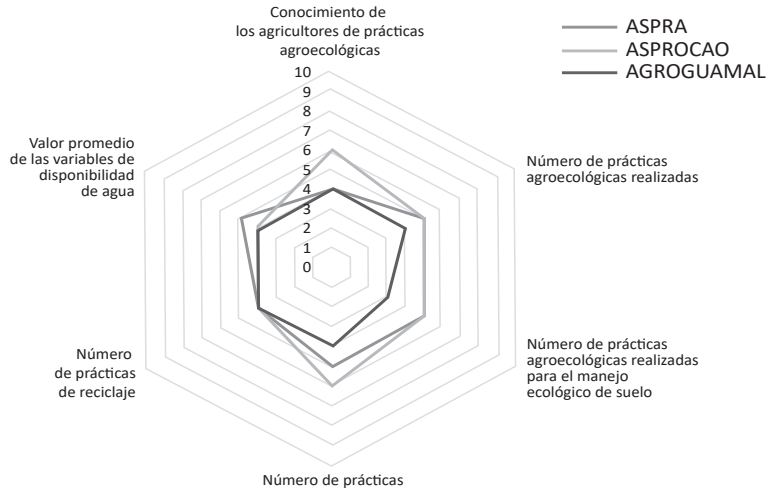 Conocimiento de
los agricultores de prácticas
agroecológicas
ASPRA
ASPROCAO
AGROGUAMAL
10
9
8
7
6
5
4
3
2
1
0
Valor promedio
de las variables de
disponibilidad
de agua
Número de prácticas
agroecológicas realizadas
Número
de prácticas
de reciclaje
Número de prácticas
agroecológicas realizadas
para el manejo
ecológico de suelo
Número de prácticas